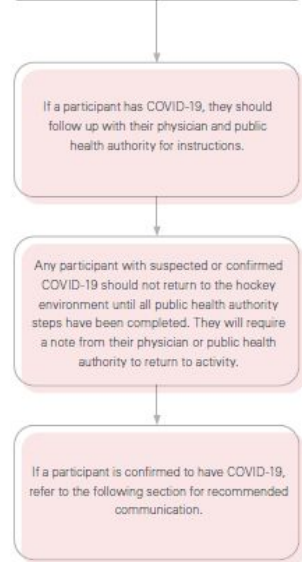 If a participant has COVID-19, they should
follow up with their physician and public
health authority for instructions.
Any participant with suspected or confirmed
COVID-19 should not return to the hockey
environment until all public health authority
steps have been completed. They will require
a note from their physician or public health
authority to return to activity.
If a participant is confirmed to have COVID-19,
refer to the following section for recommended
communication.